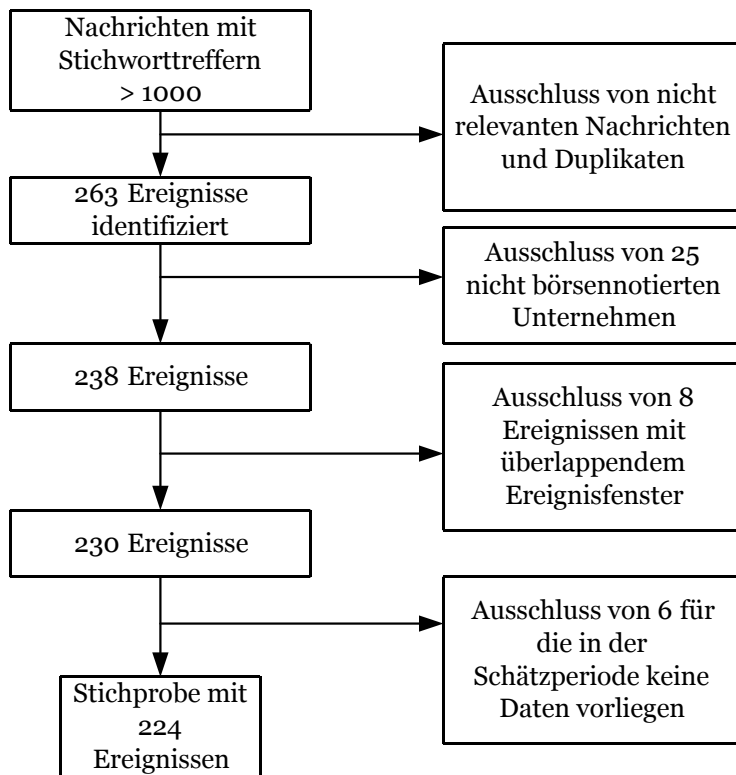 Nachrichten mit
Stichworttreffern
> 1000
Ausschluss von nicht
relevanten Nachrichten
und Duplikaten
263 Ereignisse
identifiziert
Ausschluss von 25
nicht börsennotierten
Unternehmen
238 Ereignisse
Ausschluss von 8
Ereignissen mit
überlappendem
Ereignisfenster
230 Ereignisse
Ausschluss von 6 für
die in der
Schätzperiode keine
Daten vorliegen
Stichprobe mit
224
Ereignissen